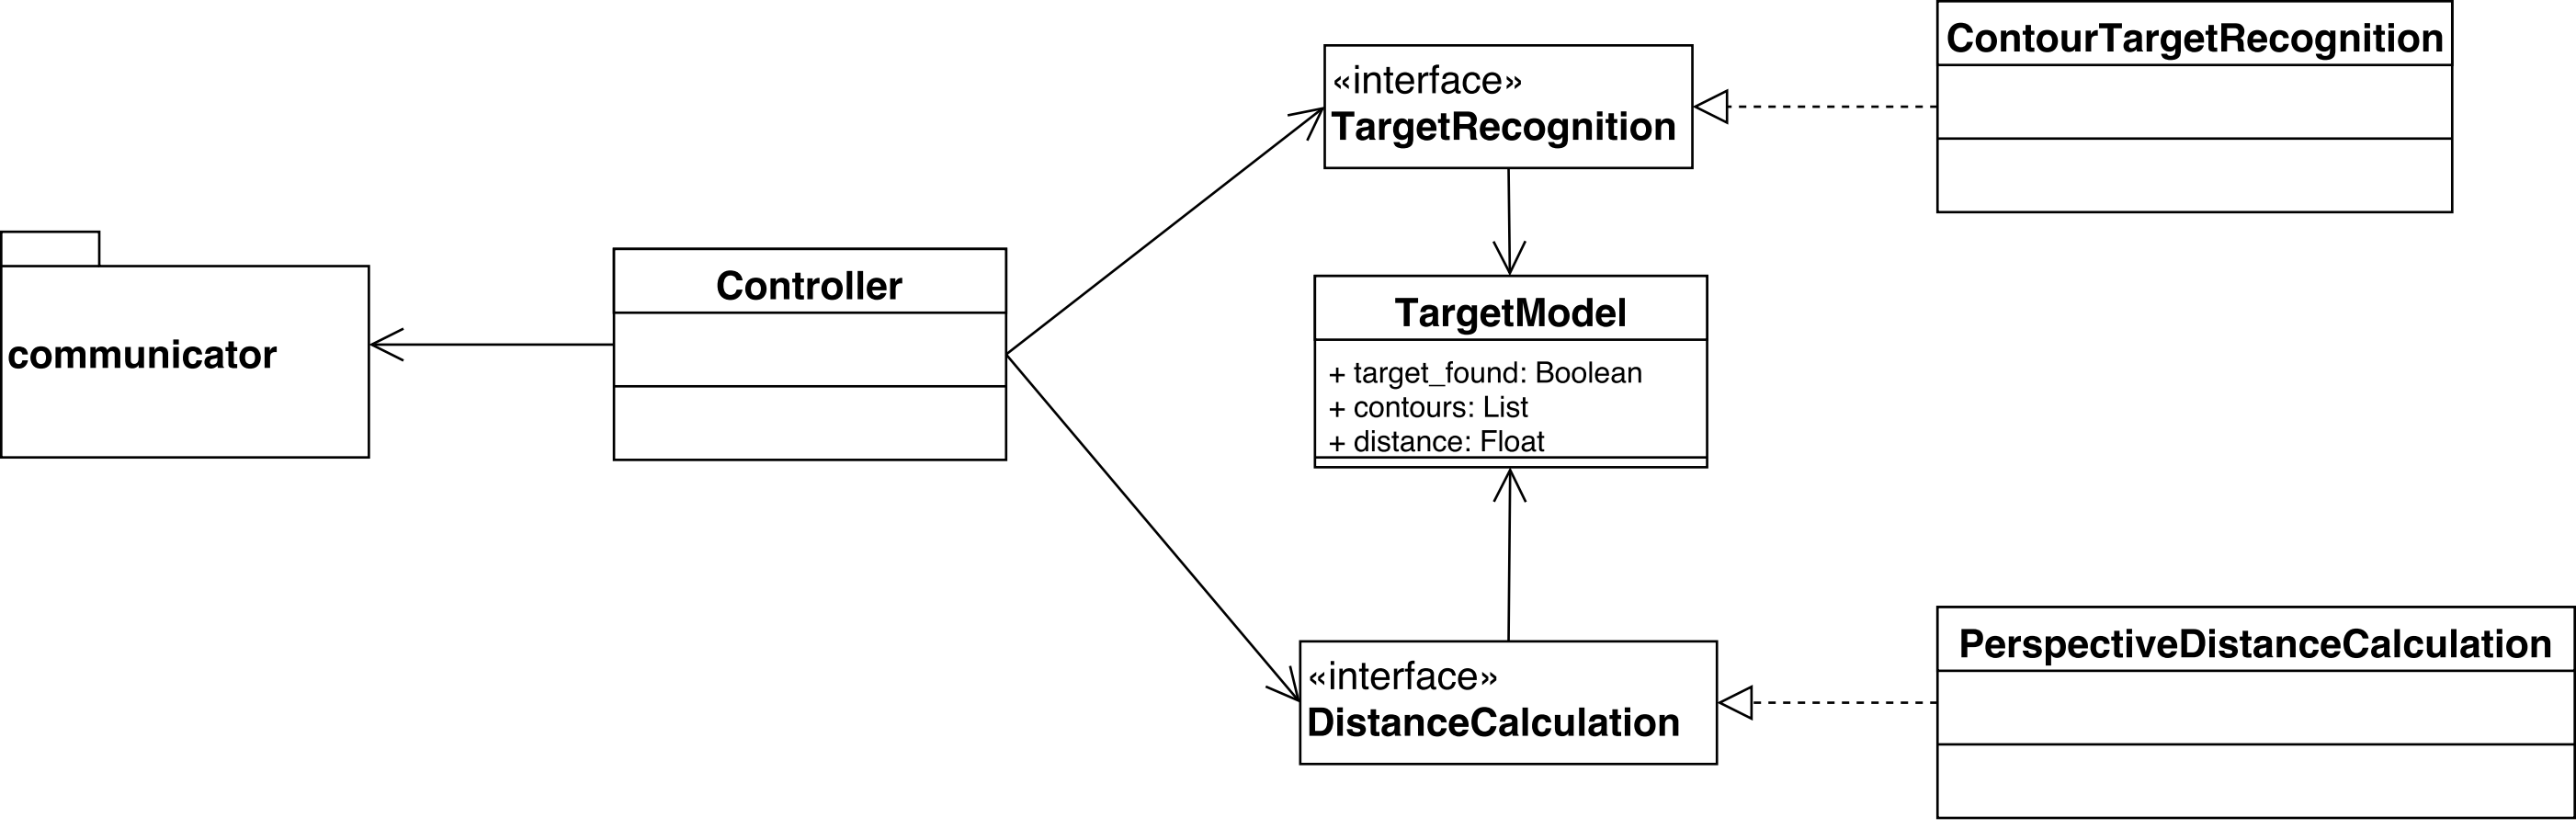 ContourTargetRecognition
«interface»
TargetRecognition
Controller
TargetModel
communicator
+ target_found: Boolean
+ contours: List
+ distance: Float
«interface»
DistanceCalculation
PerspectiveDistanceCalculation